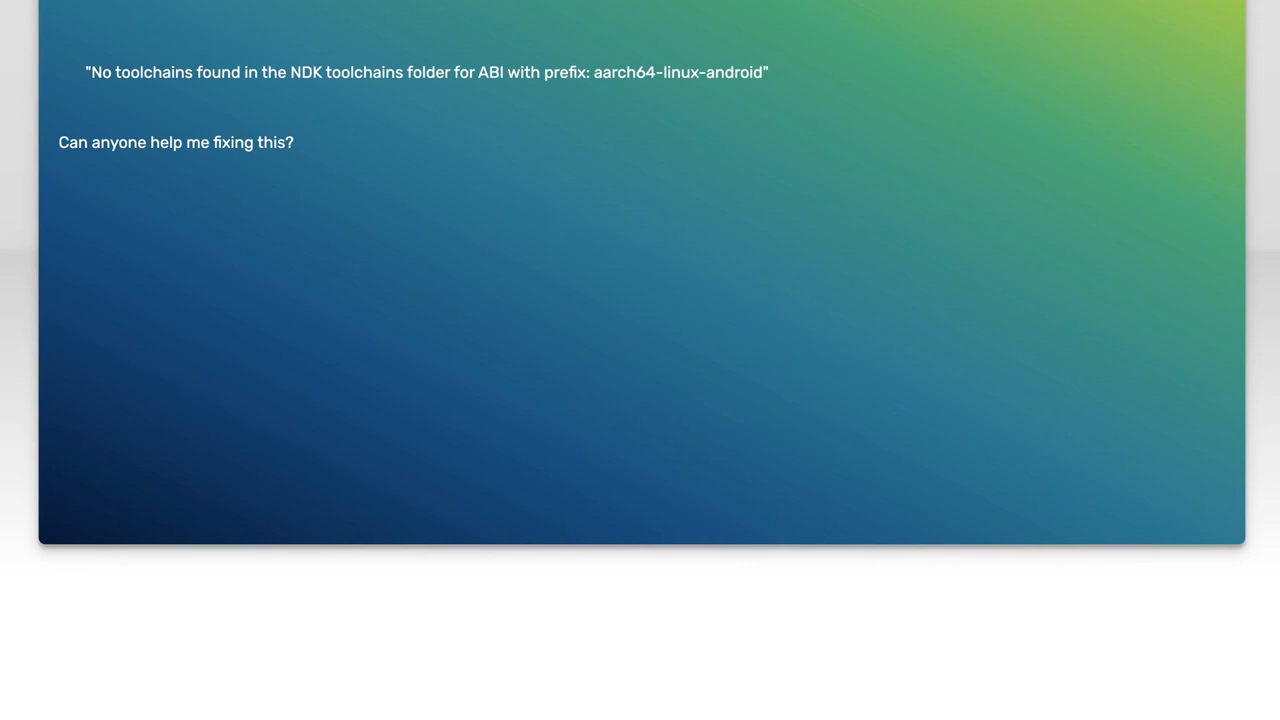 "No toolchains found in the NDK toolchains folder for ABI with prefix: aarch64-linux-android"
Can anyone help me fixing this?